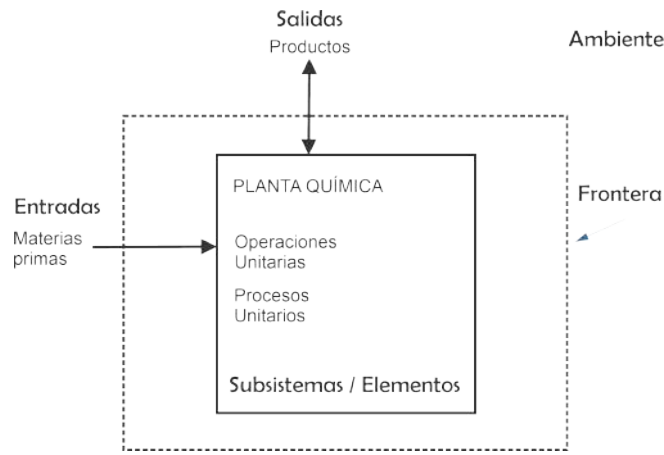 Salidas
Productos
Ambiente
PLANTA QUÍMICA
Entradas
Frontera
Materias
primas
Operaciones
Unitarias
Procesos
Unitarios
Subsistemas / Elementos